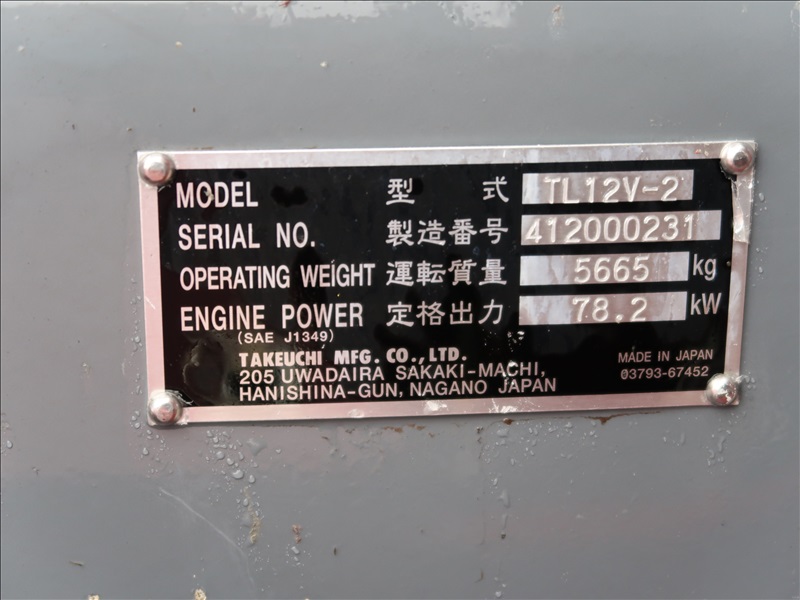 MODEL 型 式 TL12V-2
SERIAL NO. 製造番号 412000231
OPERATING WEIGHT 運転質量 5665 kg
ENGINE POWER 定格出力 78.2 kW
(SAE J1349)
TAKEUCHI MFG. CO., LTD.
205 UWADAIRA SAKAKI-MACHI,
HANISHINA-GUN, NAGANO JAPAN
MADE IN JAPAN
03793-67452